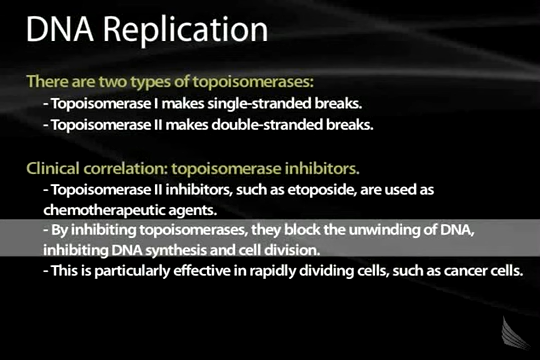 DNA Replication
There are two types of topoisomerases:
- Topoisomerase I makes single-stranded breaks.
- Topoisomerase II makes double-stranded breaks.
Clinical correlation: topoisomerase inhibitors.
- Topoisomerase II inhibitors, such as etoposide, are used as
chemotherapeutic agents.
- By inhibiting topoisomerases, they block the unwinding of DNA,
inhibiting DNA synthesis and cell division.
- This is particularly effective in rapidly dividing cells, such as cancer cells.